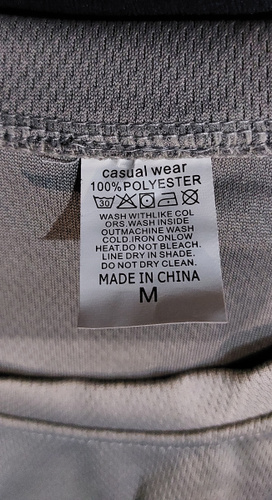 casual wear
100% POLYESTER
30
WASH WITHLIKE COL
ORS WASH INSIDE
OUTMACHINE WASH
COLD.IRON ONLOW
HEAT.DO NOT BLEACH.
LINE DRY IN SHADE.
DO NOT DRY CLEAN.
MADE IN CHINA
M